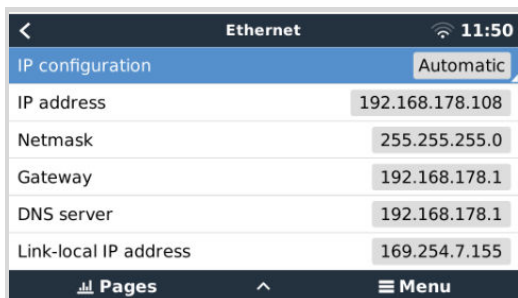 Ethernet 11:50
IP configuration Automatic
IP address 192.168.178.108
Netmask 255.255.255.0
Gateway 192.168.178.1
DNS server 192.168.178.1
Link-local IP address 169.254.7.155
Pages Menu